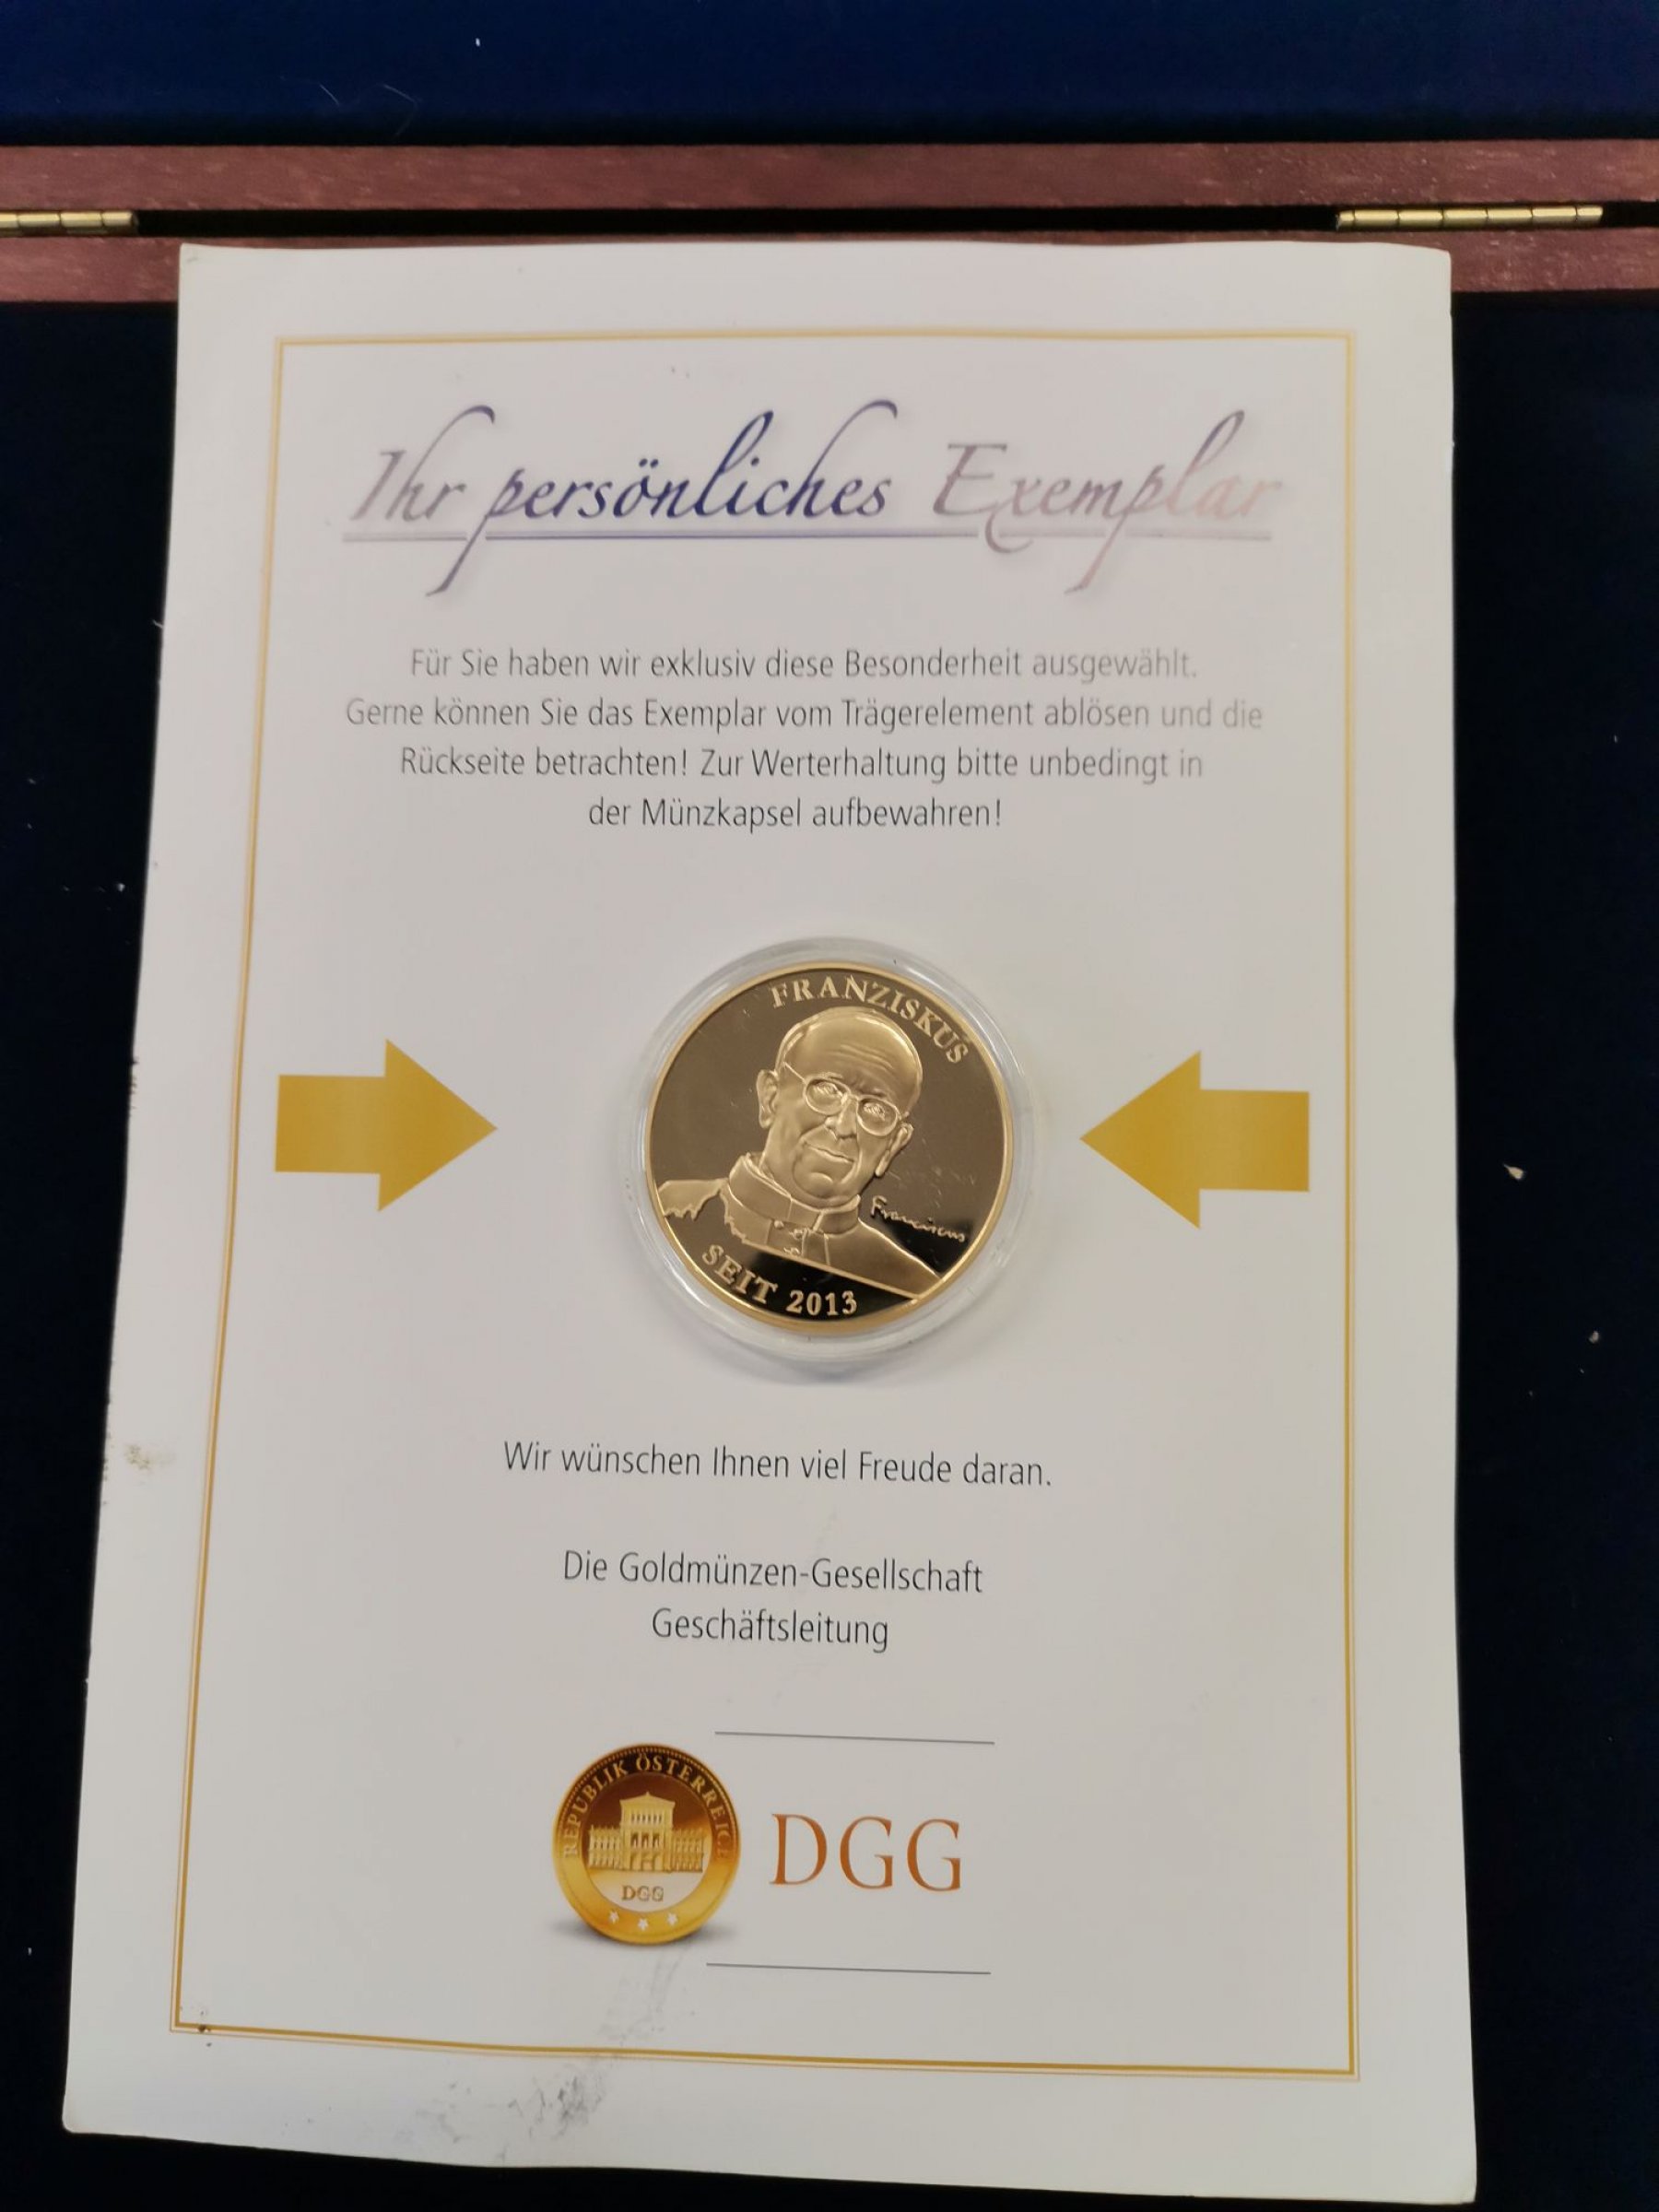 Ihr persönliches Exemplar
Für Sie haben wir exklusiv diese Besonderheit ausgewählt.
Gerne können Sie das Exemplar vom Trägerelement ablösen und die
Rückseite betrachten! Zur Werterhaltung bitte unbedingt in
der Münzkapsel aufbewahren!
FRANZISKUS
Franciscus
SEIT 2013
Wir wünschen Ihnen viel Freude daran.
Die Goldmünzen-Gesellschaft
Geschäftsleitung
REPUBLIK ÖSTERREICH
DGG
DGG